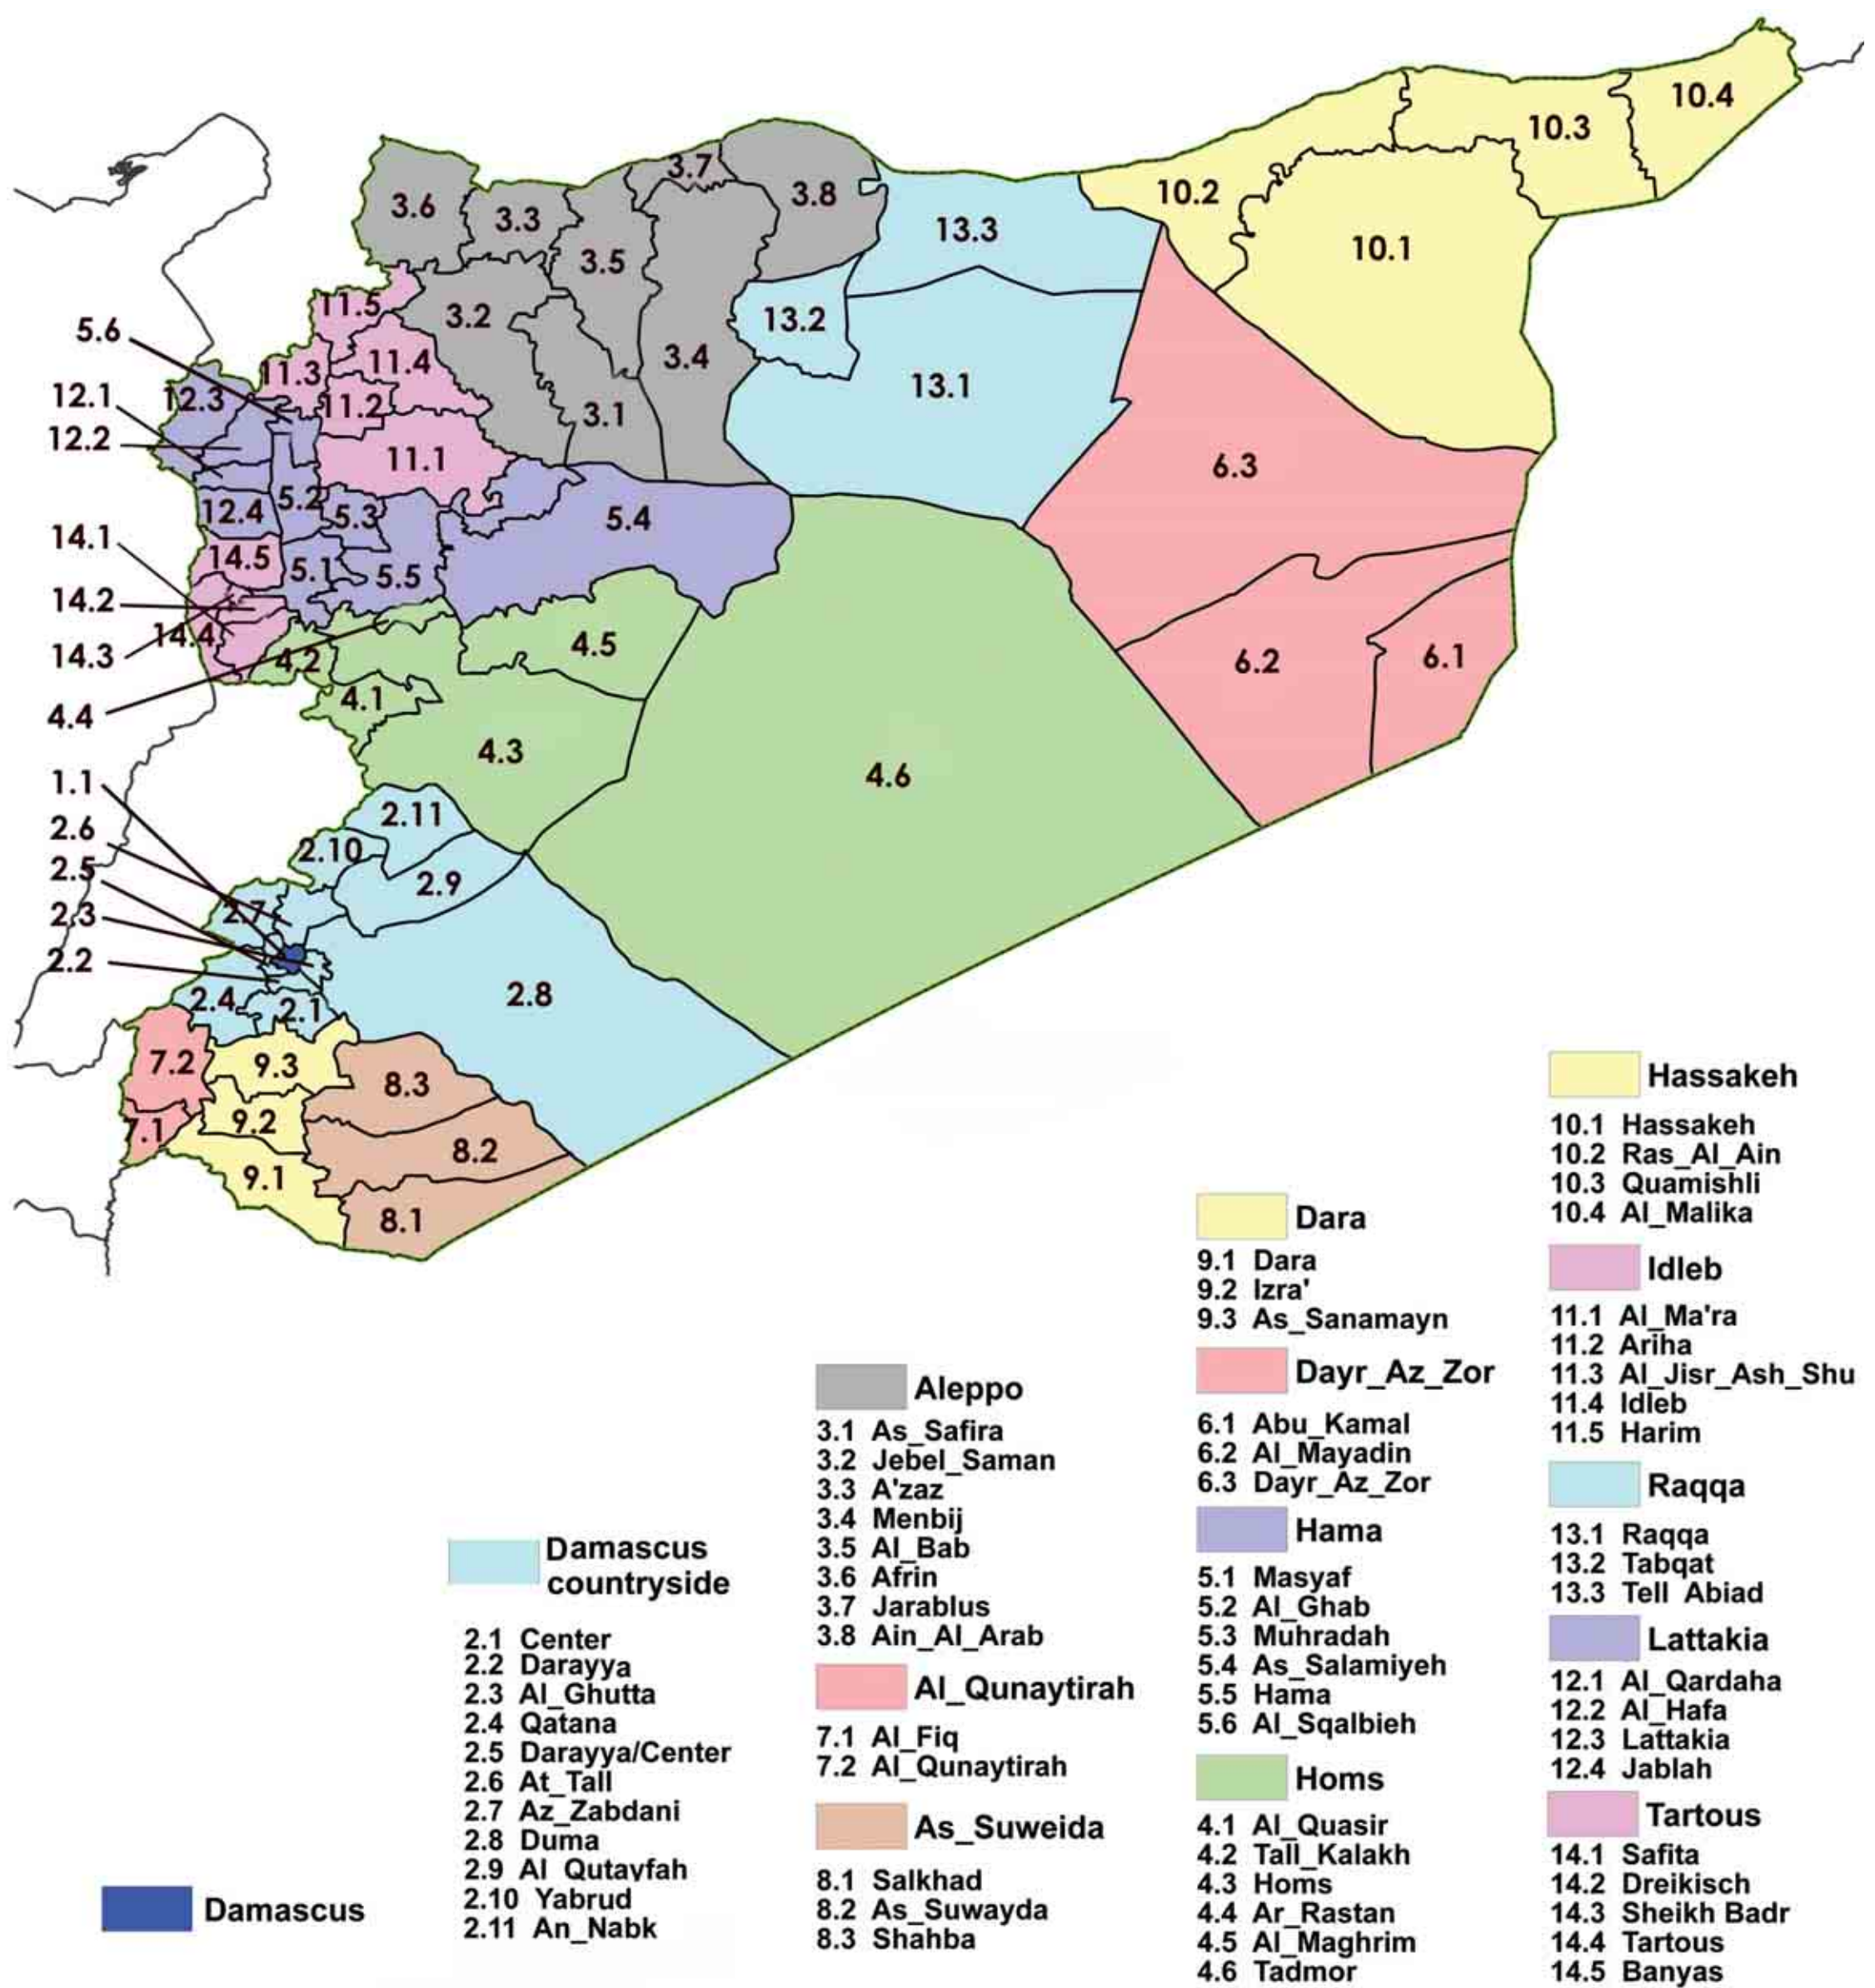 10.4
10.3
3.7
3.6
3.8
10.2
3.3
13.3
10.1
3.5
11.5
3.2
13.2
5.6
3.4
11.4
11.3
13.1
12.1
12.3
11.2
3.1
12.2
11.1
6.3
5.2
12.4
5.3
5.4
14.1
14.5
5.1
5.5
14.2
14.4
4.5
14.3
4.2
6.2
6.1
4.1
4.4
4.3
4.6
1.1
2.11
2.6
2.10
2.5
2.9
2.3
2.7
2.2
2.4
2.1
2.8
7.2
9.3
8.3
7.1
9.2
8.2
9.1
8.1
Damascus
Damascus
countryside
2.1 Center
2.2 Darayya
2.3 Al_Ghutta
2.4 Qatana
2.5 Darayya/Center
2.6 At_Tall
2.7 Az_Zabdani
2.8 Duma
2.9 Al_Qutayfah
2.10 Yabrud
2.11 An_Nabk
Aleppo
3.1 As_Safira
3.2 Jebel_Saman
3.3 A'zaz
3.4 Menbij
3.5 Al_Bab
3.6 Afrin
3.7 Jarablus
3.8 Ain_Al_Arab
Al_Qunaytirah
7.1 Al_Fiq
7.2 Al_Qunaytirah
As_Suweida
8.1 Salkhad
8.2 As_Suwayda
8.3 Shahba
Dara
9.1 Dara
9.2 Izra'
9.3 As_Sanamayn
Dayr_Az_Zor
6.1 Abu_Kamal
6.2 Al_Mayadin
6.3 Dayr_Az_Zor
Hama
5.1 Masyaf
5.2 Al_Ghab
5.3 Muhradah
5.4 As_Salamiyeh
5.5 Hama
5.6 Al_Sqalbieh
Homs
4.1 Al_Quasir
4.2 Tall_Kalakh
4.3 Homs
4.4 Ar_Rastan
4.5 Al_Maghrim
4.6 Tadmor
Hassakeh
10.1 Hassakeh
10.2 Ras_Al_Ain
10.3 Quamishli
10.4 Al_Malika
Idleb
11.1 Al_Ma'ra
11.2 Ariha
11.3 Al_Jisr_Ash_Shu
11.4 Idleb
11.5 Harim
Raqqa
13.1 Raqqa
13.2 Tabqat
13.3 Tell Abiad
Lattakia
12.1 Al_Qardaha
12.2 Al_Hafa
12.3 Lattakia
12.4 Jablah
Tartous
14.1 Safita
14.2 Dreikisch
14.3 Sheikh Badr
14.4 Tartous
14.5 Banyas